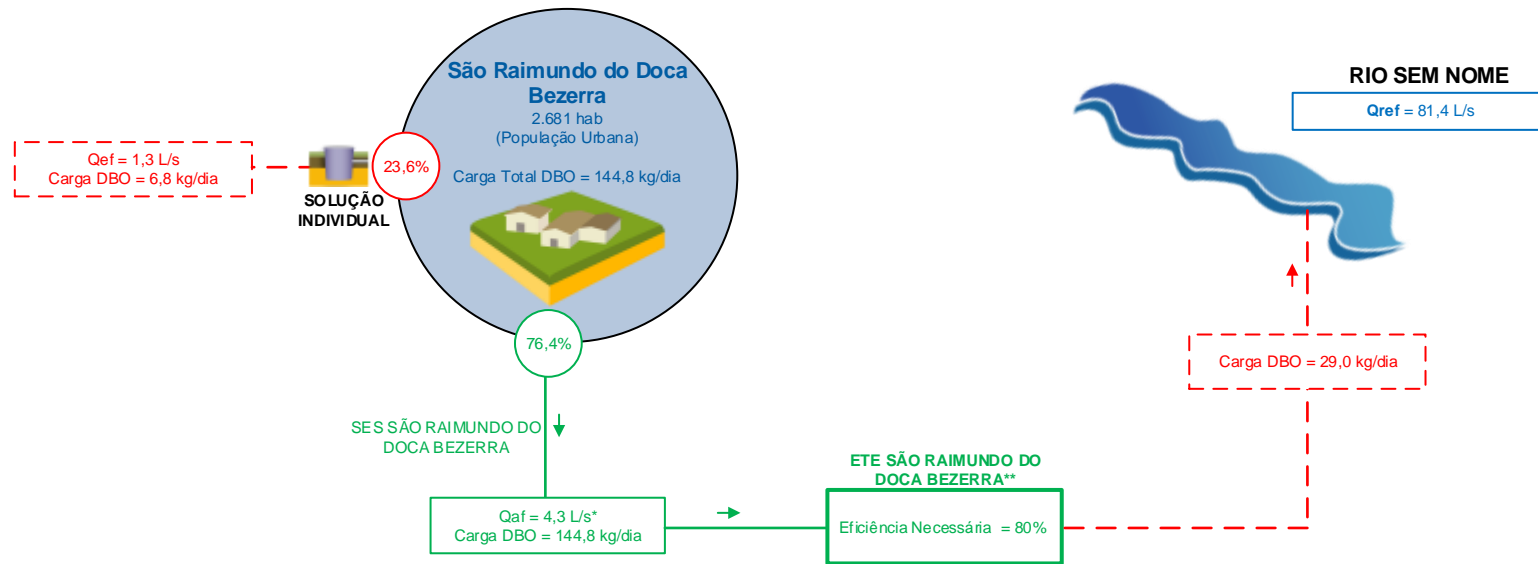 São Raimundo do Doca
Bezerra
2.681 hab
(População Urbana)
Carga Total DBO = 144,8 kg/dia
Qef = 1,3 L/s
Carga DBO = 6,8 kg/dia
SOLUÇÃO
INDIVIDUAL
23,6%
76,4%
SES SÃO RAIMUNDO DO
DOCA BEZERRA
Qaf = 4,3 L/s*
Carga DBO = 144,8 kg/dia
ETE SÃO RAIMUNDO DO
DOCA BEZERRA**
Eficiência Necessária = 80%
Carga DBO = 29,0 kg/dia
RIO SEM NOME
Qref = 81,4 L/s